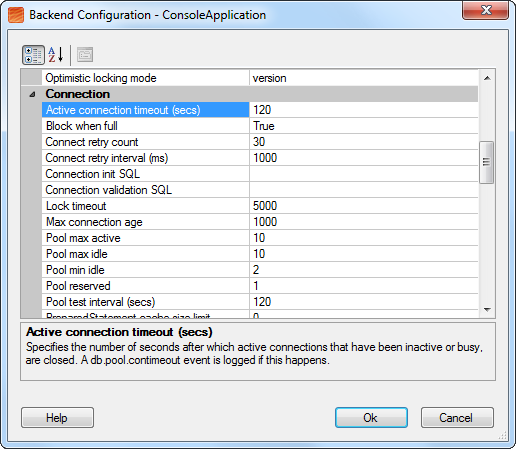 Backend Configuration - ConsoleApplication
Optimistic locking mode version
Connection
Active connection timeout (secs) 120
Block when full True
Connect retry count 30
Connect retry interval (ms) 1000
Connection init SQL
Connection validation SQL
Lock timeout 5000
Max connection age 1000
Pool max active 10
Pool max idle 10
Pool min idle 2
Pool reserved 1
Pool test interval (secs) 120
PreparedStatement cache size limit 0
Active connection timeout (secs)
Specifies the number of seconds after which active connections that have been inactive or busy,
are closed. A db.pool.contimeout event is logged if this happens.
Help Ok Cancel